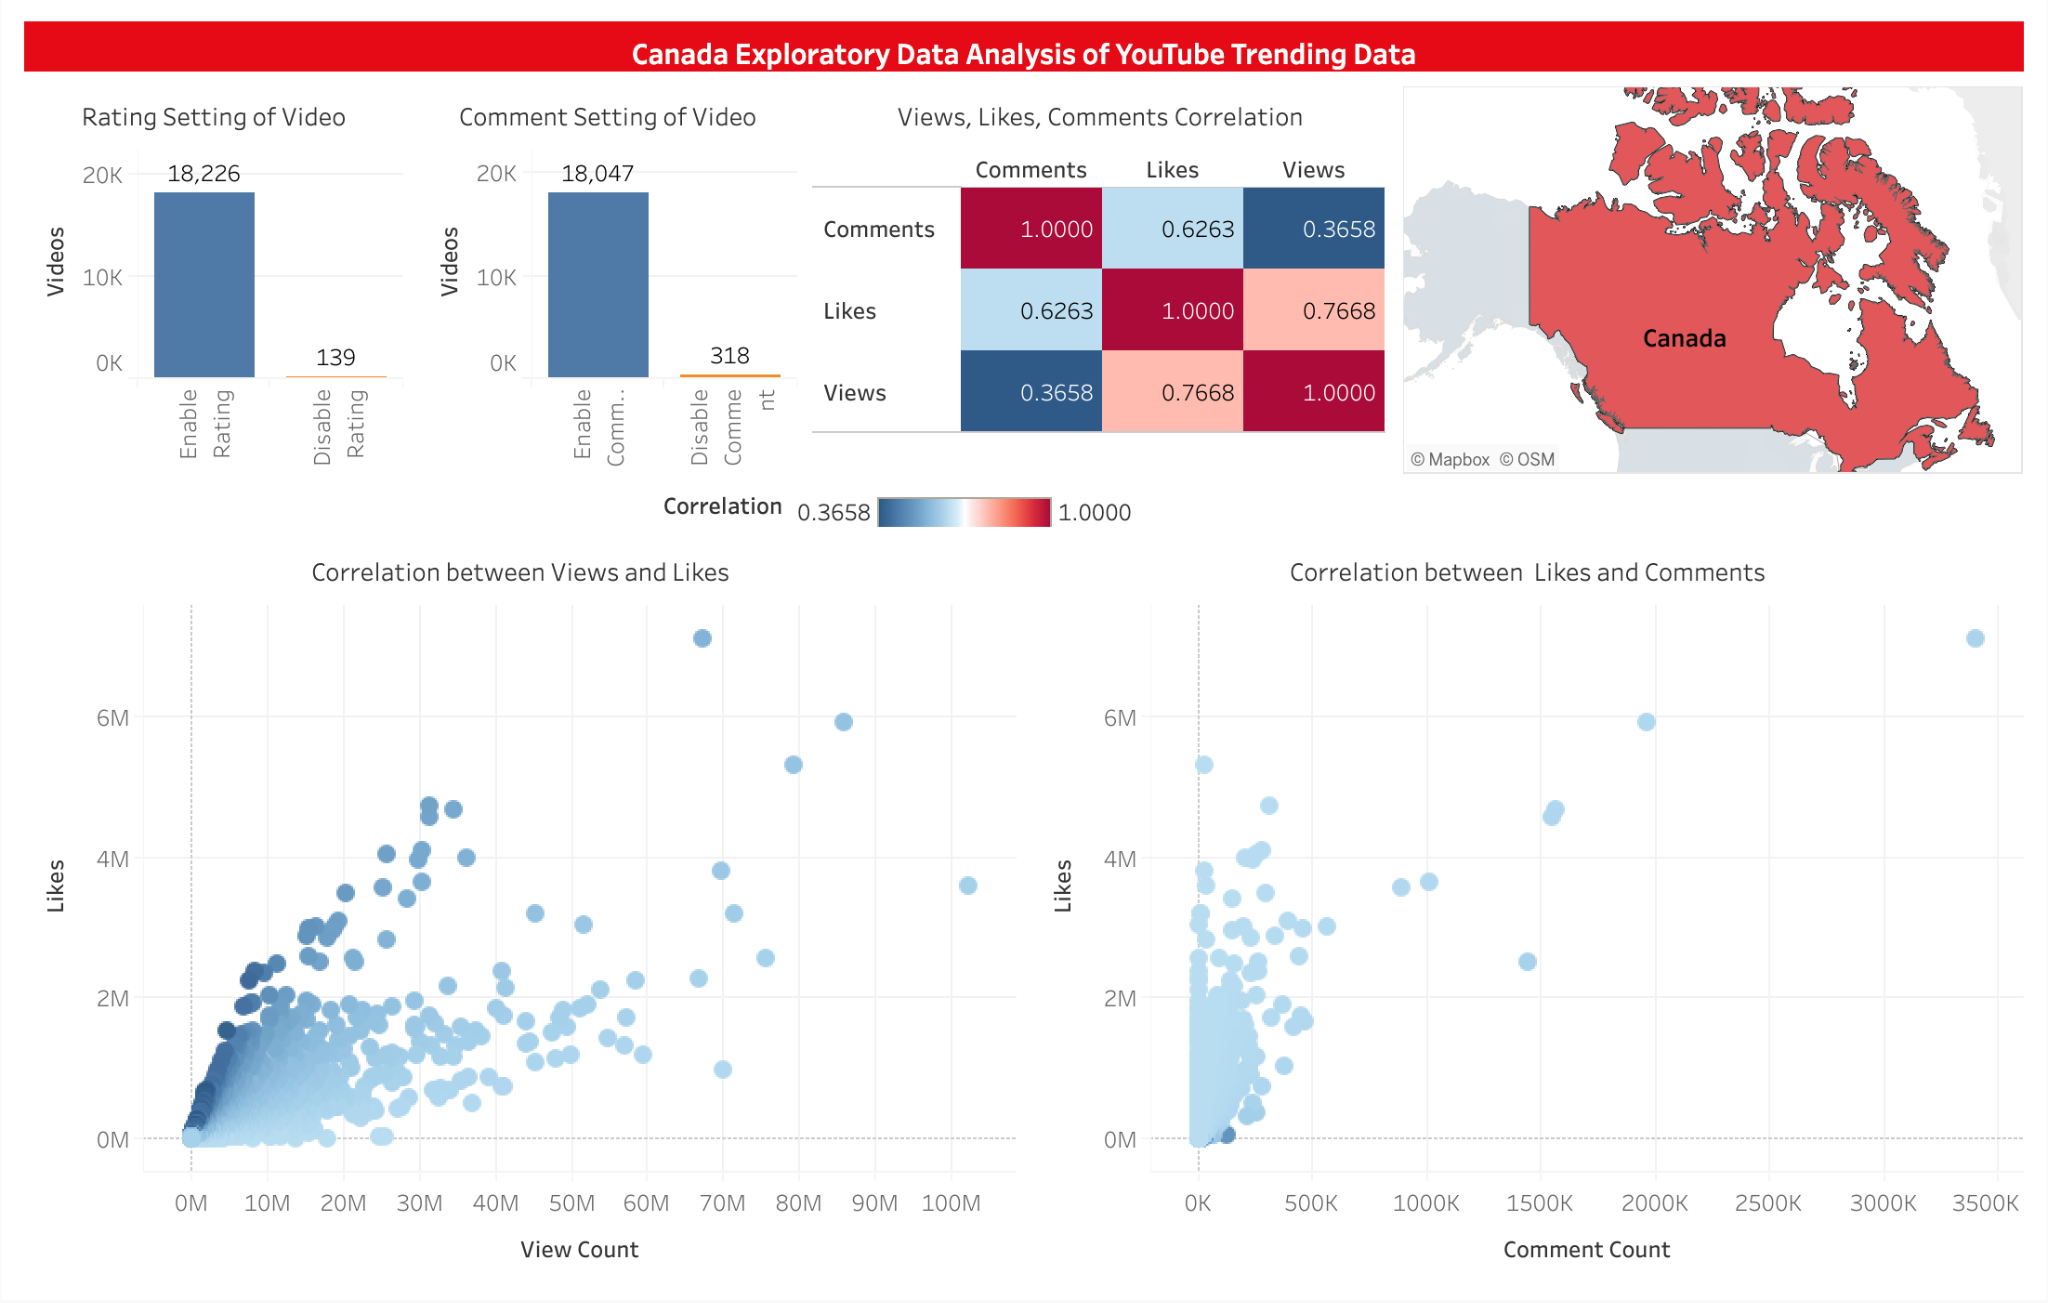 Canada Exploratory Data Analysis of YouTube Trending Data
Rating Setting of Video
20K
10K
0K
Videos
18,226
139
Enable
Rating
Disable
Rating
Comment Setting of Video
20K
10K
0K
Videos
18,047
318
Enable
Comm..
Disable
Comme
nt
Views, Likes, Comments Correlation
Comments Likes Views
Comments 1.0000 0.6263 0.3658
Likes 0.6263 1.0000 0.7668
Views 0.3658 0.7668 1.0000
Canada
© Mapbox © OSM
Correlation 0.3658 1.0000
Correlation between Views and Likes
6M
4M
2M
0M
Likes
0M 10M 20M 30M 40M 50M 60M 70M 80M 90M 100M
View Count
Correlation between Likes and Comments
6M
4M
2M
0M
Likes
0K 500K 1000K 1500K 2000K 2500K 3000K 3500K
Comment Count